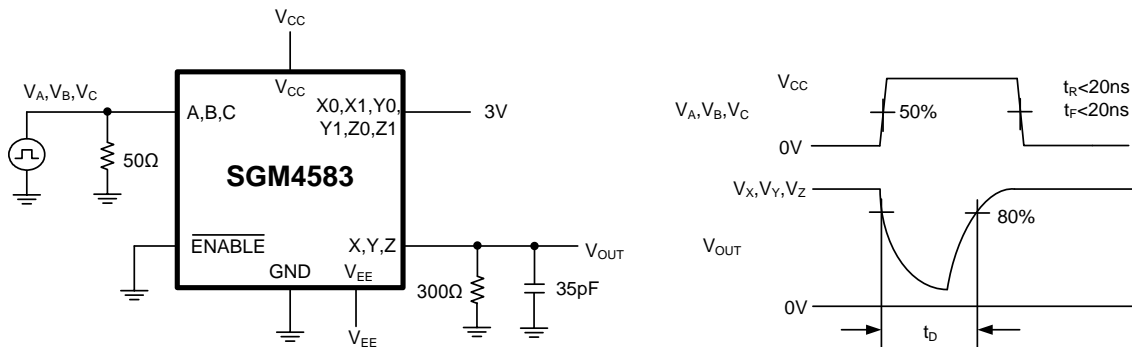 VCC
VA,VB,VC
50Ω
VCC
A,B,C
X0,X1,Y0,
Y1,Z0,Z1
3V
SGM4583
ENABLE
X,Y,Z
GND
VEE
VEE
VOUT
300Ω
35pF
VCC
VA,VB,VC
50%
tR<20ns
tF<20ns
0V
VX,VY,VZ
80%
VOUT
0V
tD